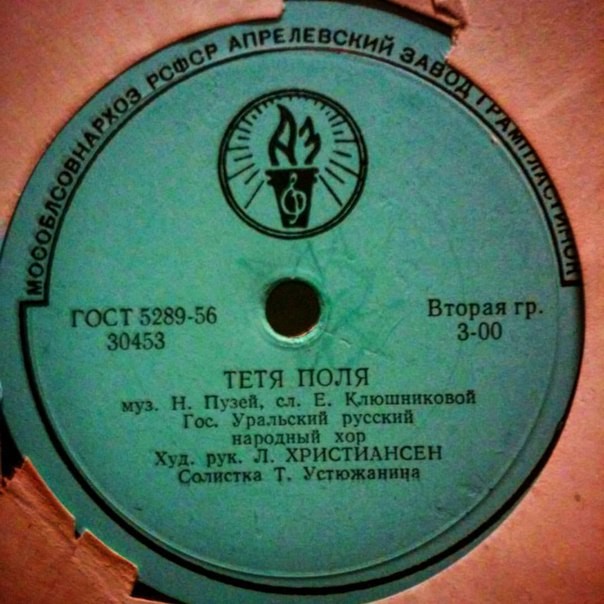 МОСОБЛСОВНАРХОЗ РСФСР АПРЕЛЕВСКИЙ ЗАВОД ГРАМПЛАСТИНОК
АЗ
ГОСТ 5289-56
30453
Вторая гр.
3-00
ТЕТЯ ПОЛЯ
муз. Н. Пузей, сл. Е. Клюшниковой
Гос. Уральский русский
народный хор
Худ. рук. Л. ХРИСТИАНСЕН
Солистка Т. Устюжанина